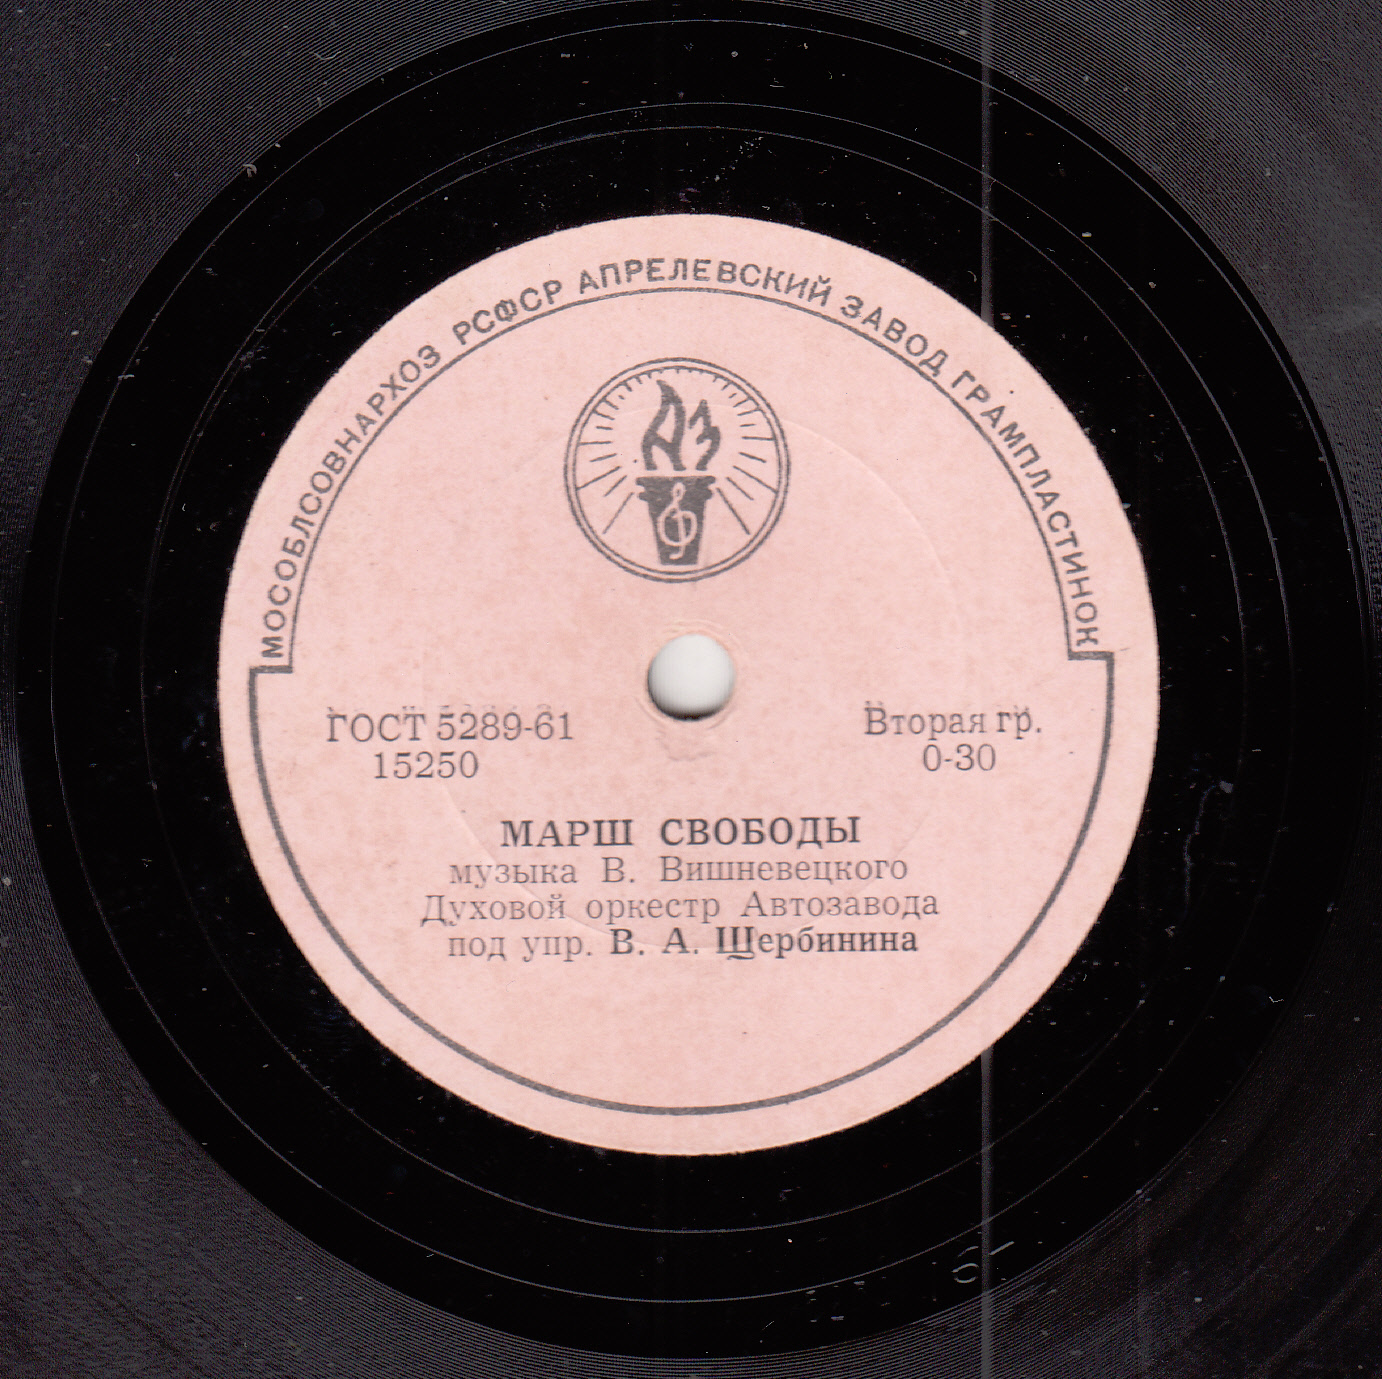 МОСОБЛСОВНАРХОЗ РСФСР АПРЕЛЕВСКИЙ ЗАВОД ГРАМПЛАСТИНОК
АЗ
ГОСТ 5289-61
15250
Вторая гр.
0-30
МАРШ СВОБОДЫ
музыка В. Вишневецкого
Духовой оркестр Автозавода
под упр. В. А. Щербинина